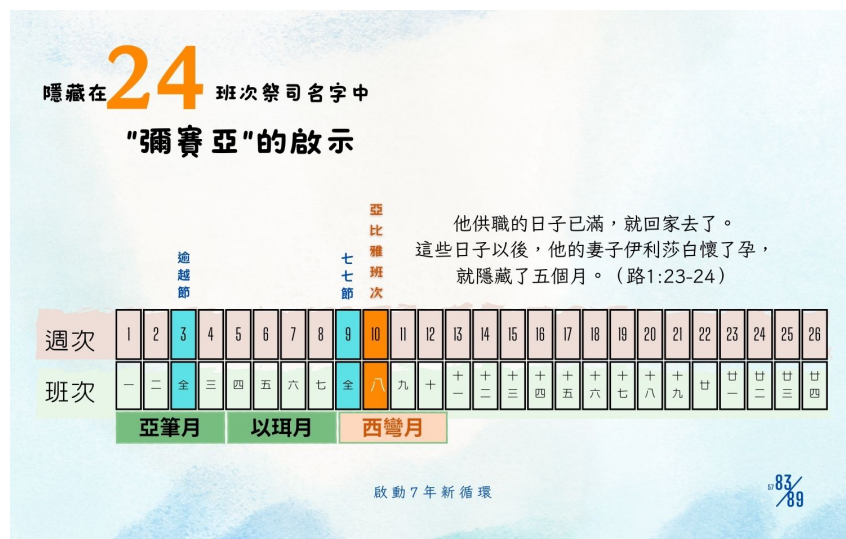 隱藏在24班次祭司名字中
"彌賽亞"的啟示
他供職的日子已滿，就回家去了。
這些日子以後，他的妻子伊利莎白懷了孕，
就隱藏了五個月。（路1:23-24）
逾越節
七七節
亞比雅班次
週次 1 2 3 4 5 6 7 8 9 10 11 12 13 14 15 16 17 18 19 20 21 22 23 24 25 26
班次 一 二 全 三 四 五 六 七 全 八 九 十 十一 十二 十三 十四 十五 十六 十七 十八 十九 廿 廿一 廿二 廿三 廿四
亞筆月 以珥月 西彎月
啟動7年新循環
57 83/89